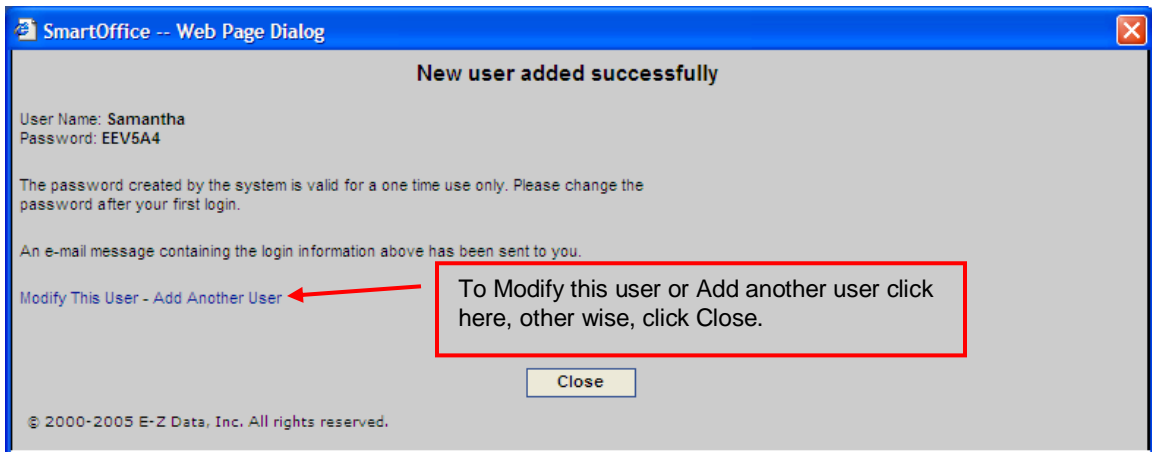 SmartOffice -- Web Page Dialog
New user added successfully
User Name: Samantha
Password: EEV5A4
The password created by the system is valid for a one time use only. Please change the
password after your first login.
An e-mail message containing the login information above has been sent to you.
Modify This User - Add Another User
To Modify this user or Add another user click
here, other wise, click Close.
Close
© 2000-2005 E-Z Data, Inc. All rights reserved.